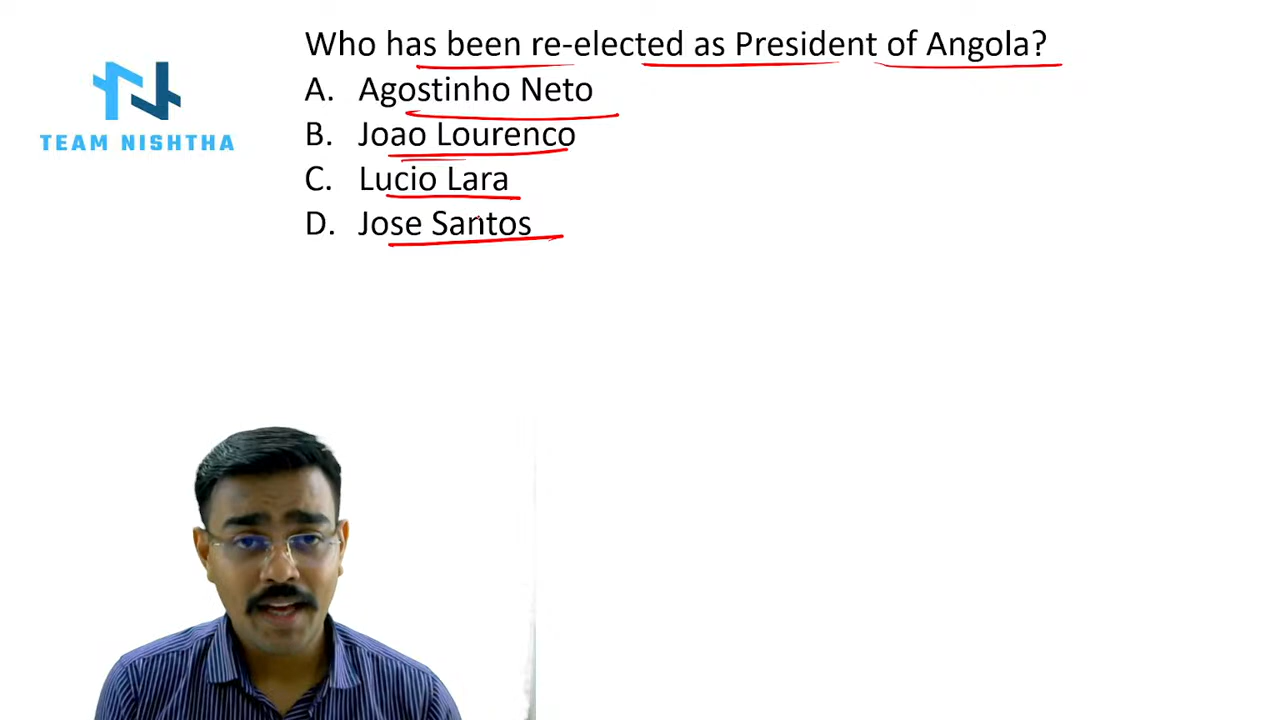 Who has been re-elected as President of Angola?
A. Agostinho Neto
B. Joao Lourenco
C. Lucio Lara
D. Jose Santos
TEAM NISHTHA